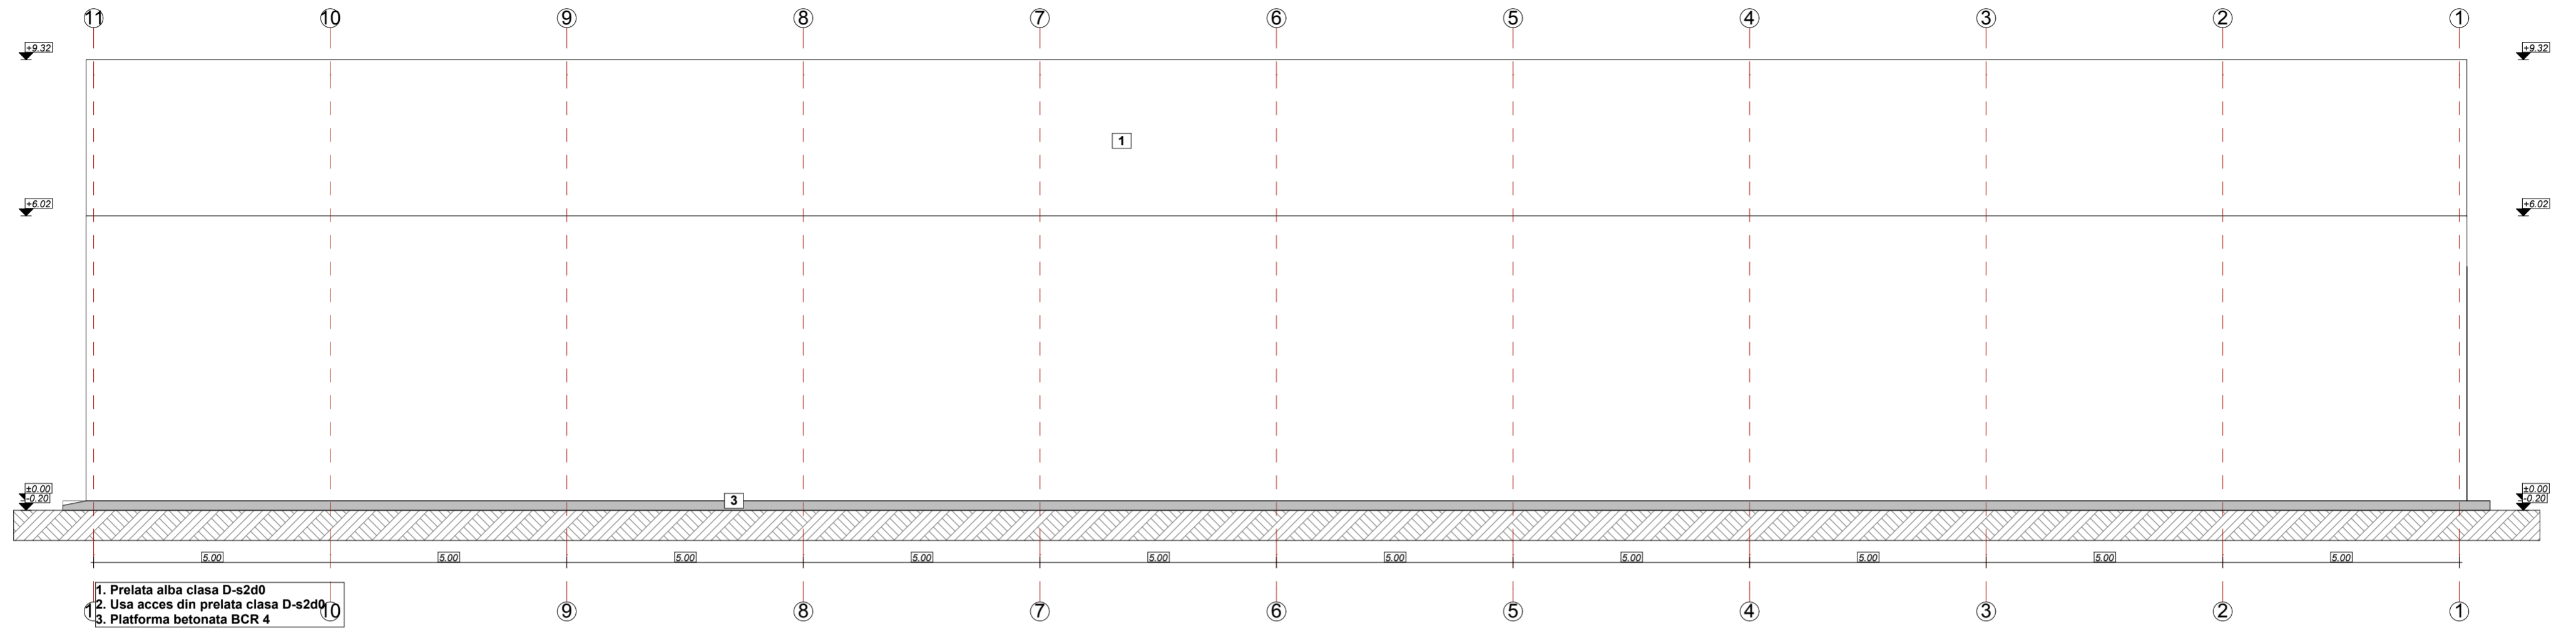 11 10 9 8 7 6 5 4 3 2 1
+9.32 +9.32
1
+6.02 +6.02
±0.00 ±0.00
-0.20 3 -0.20
5.00 5.00 5.00 5.00 5.00 5.00 5.00 5.00 5.00 5.00
1. Prelata alba clasa D-s2d0
2. Usa acces din prelata clasa D-s2d0
3. Platforma betonata BCR 4
11 10 9 8 7 6 5 4 3 2 1